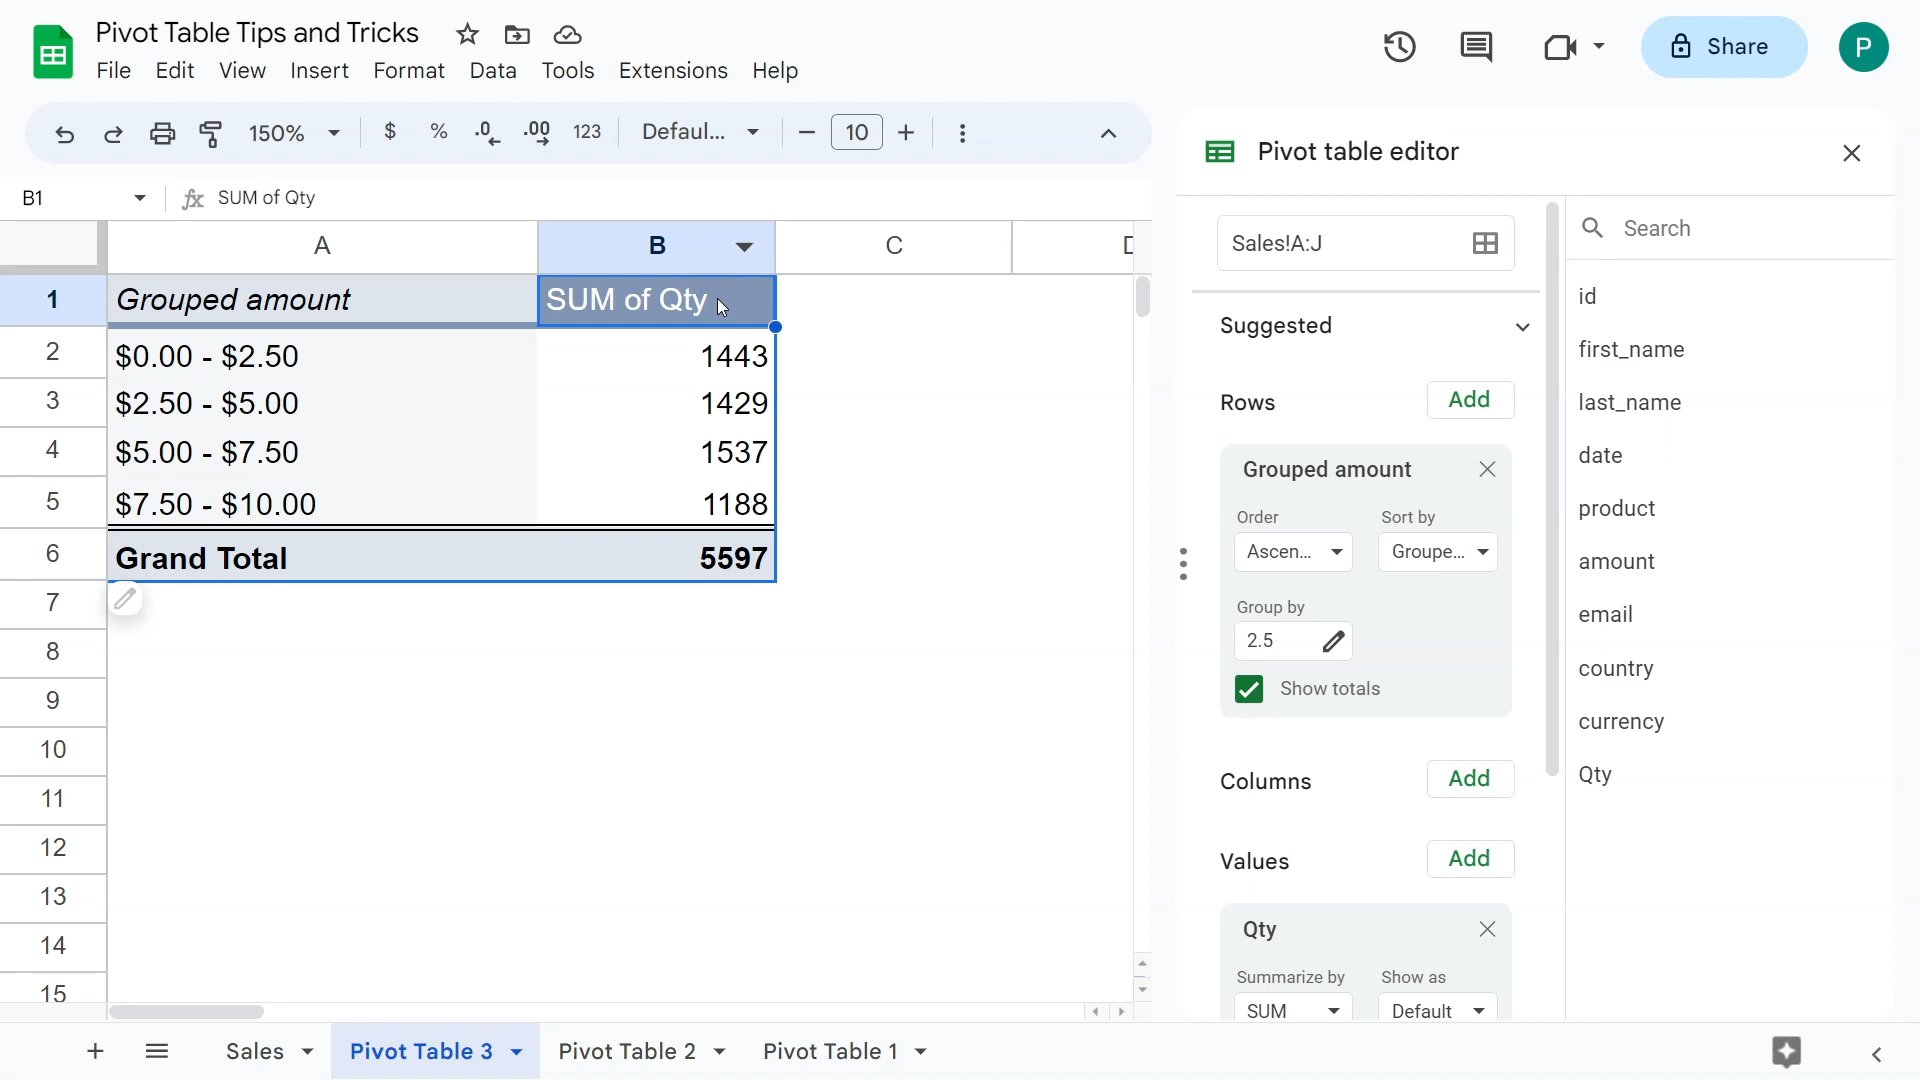 Pivot Table Tips and Tricks
File Edit View Insert Format Data Tools Extensions Help
Share
P
150% $ % .0 .00 123 Defaul... 10
B1 fx SUM of Qty
A B C D
1 Grouped amount SUM of Qty
2 $0.00 - $2.50 1443
3 $2.50 - $5.00 1429
4 $5.00 - $7.50 1537
5 $7.50 - $10.00 1188
6 Grand Total 5597
7
8
9
10
11
12
13
14
15
Pivot table editor
Sales!A:J
Suggested
Rows Add
Grouped amount
Order Sort by
Ascen... Groupe...
Group by
2.5
Show totals
Columns Add
Values Add
Qty
Summarize by Show as
SUM Default
Search
id
first_name
last_name
date
product
amount
email
country
currency
Qty
Sales Pivot Table 3 Pivot Table 2 Pivot Table 1